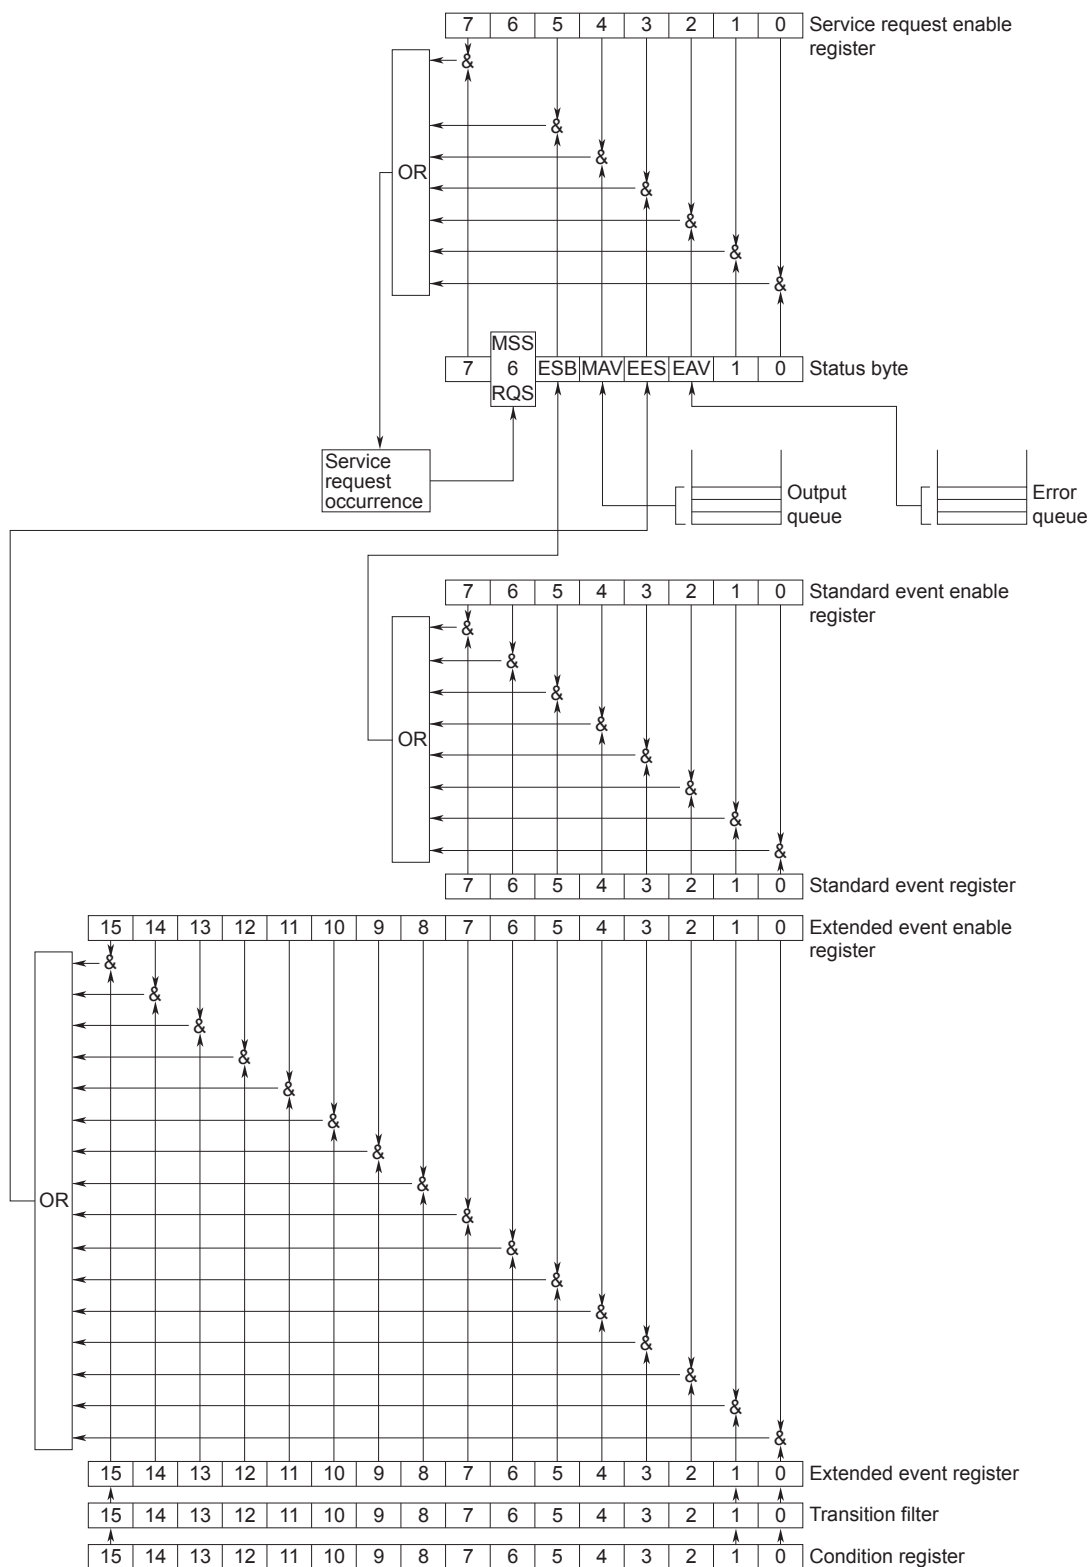 7 6 5 4 3 2 1 0 Service request enable
register
&
&
&
OR
&
&
&
&
MSS
7 6 ESB MAV EES EAV 1 0 Status byte
RQS
Service
request
occurrence
Output
queue
Error
queue
7 6 5 4 3 2 1 0 Standard event enable
register
&
&
&
&
OR
&
&
&
&
7 6 5 4 3 2 1 0 Standard event register
15 14 13 12 11 10 9 8 7 6 5 4 3 2 1 0 Extended event enable
register
&
&
&
&
&
&
&
&
OR
&
&
&
&
&
&
&
&
15 14 13 12 11 10 9 8 7 6 5 4 3 2 1 0 Extended event register
15 14 13 12 11 10 9 8 7 6 5 4 3 2 1 0 Transition filter
15 14 13 12 11 10 9 8 7 6 5 4 3 2 1 0 Condition register